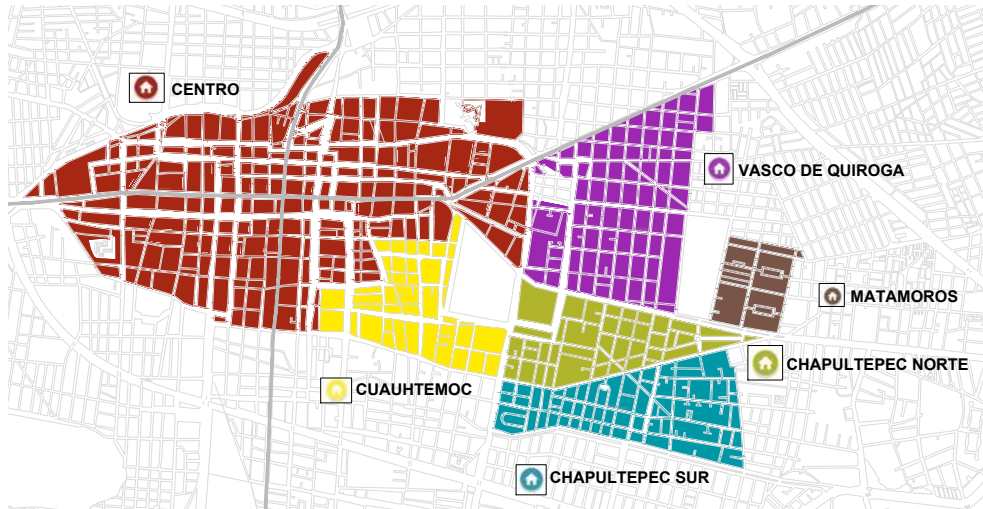 CENTRO
VASCO DE QUIROGA
MATAMOROS
CHAPULTEPEC NORTE
CUAUHTEMOC
CHAPULTEPEC SUR